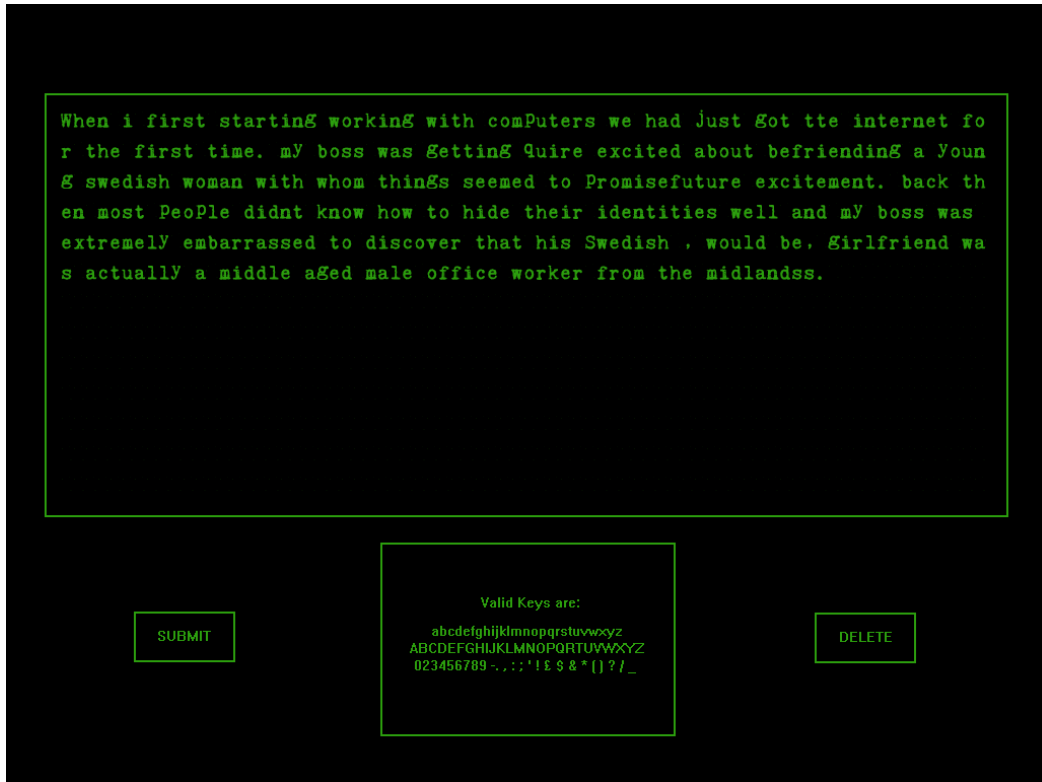 When i first starting working with computers we had just got tte internet fo
r the first time. my boss was getting quire excited about befriending a youn
g swedish woman with whom things seemed to promisefuture excitement. back th
en most people didnt know how to hide their identities well and my boss was
extremely embarrassed to discover that his Swedish , would be, girlfriend wa
s actually a middle aged male office worker from the midlandss.
SUBMIT
Valid Keys are:
abcdefghijklmnopqrstuvwxyz
ABCDEFGHIJKLMNOPQRTUVWXYZ
023456789 -. , : ; ' ! £ $ & * ( ) ? / _
DELETE